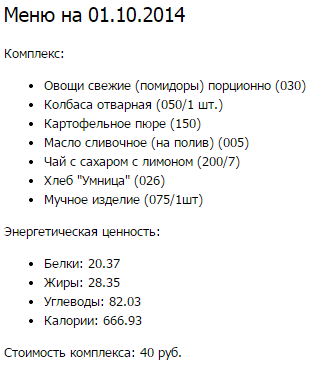 Меню на 01.10.2014
Комплекс:
Овощи свежие (помидоры) порционно (030)
Колбаса отварная (050/1 шт.)
Картофельное пюре (150)
Масло сливочное (на полив) (005)
Чай с сахаром с лимоном (200/7)
Хлеб "Умница" (026)
Мучное изделие (075/1шт)
Энергетическая ценность:
Белки: 20.37
Жиры: 28.35
Углеводы: 82.03
Калории: 666.93
Стоимость комплекса: 40 руб.